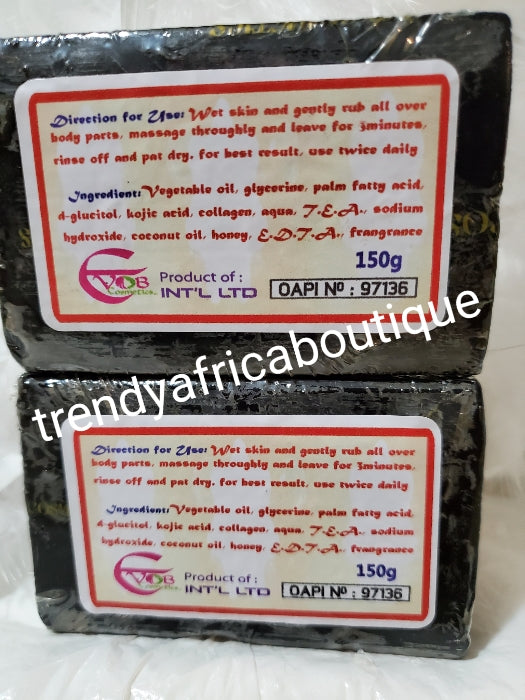 Direction for Use: Wet skin and gently rub all over
body parts, massage throughly and leave for 3minutes,
rinse off and pat dry. for best result, use twice daily
Ingredient: Vegetable oil, glycerine, palm fatty acid,
d-glucitol, kojic acid, collagen, aqua, T.E.A., sodium
hydroxide, coconut oil, honey, E.D.T.A., frangrance
150g
EVOB
Cosmetics.
Product of :
INT'L LTD
OAPI Nº : 97136
trendyafricaboutique
Direction for Use: Wet skin and gently rub all over
body parts, massage throughly and leave for 3minutes,
rinse off and pat dry. for best result, use twice daily
Ingredient: Vegetable oil, glycerine, palm fatty acid,
d-glucitol, kojic acid, collagen, aqua, T.E.A., sodium
hydroxide, coconut oil, honey, E.D.T.A., frangrance
150g
EVOB
Cosmetics.
Product of :
INT'L LTD
OAPI Nº : 97136